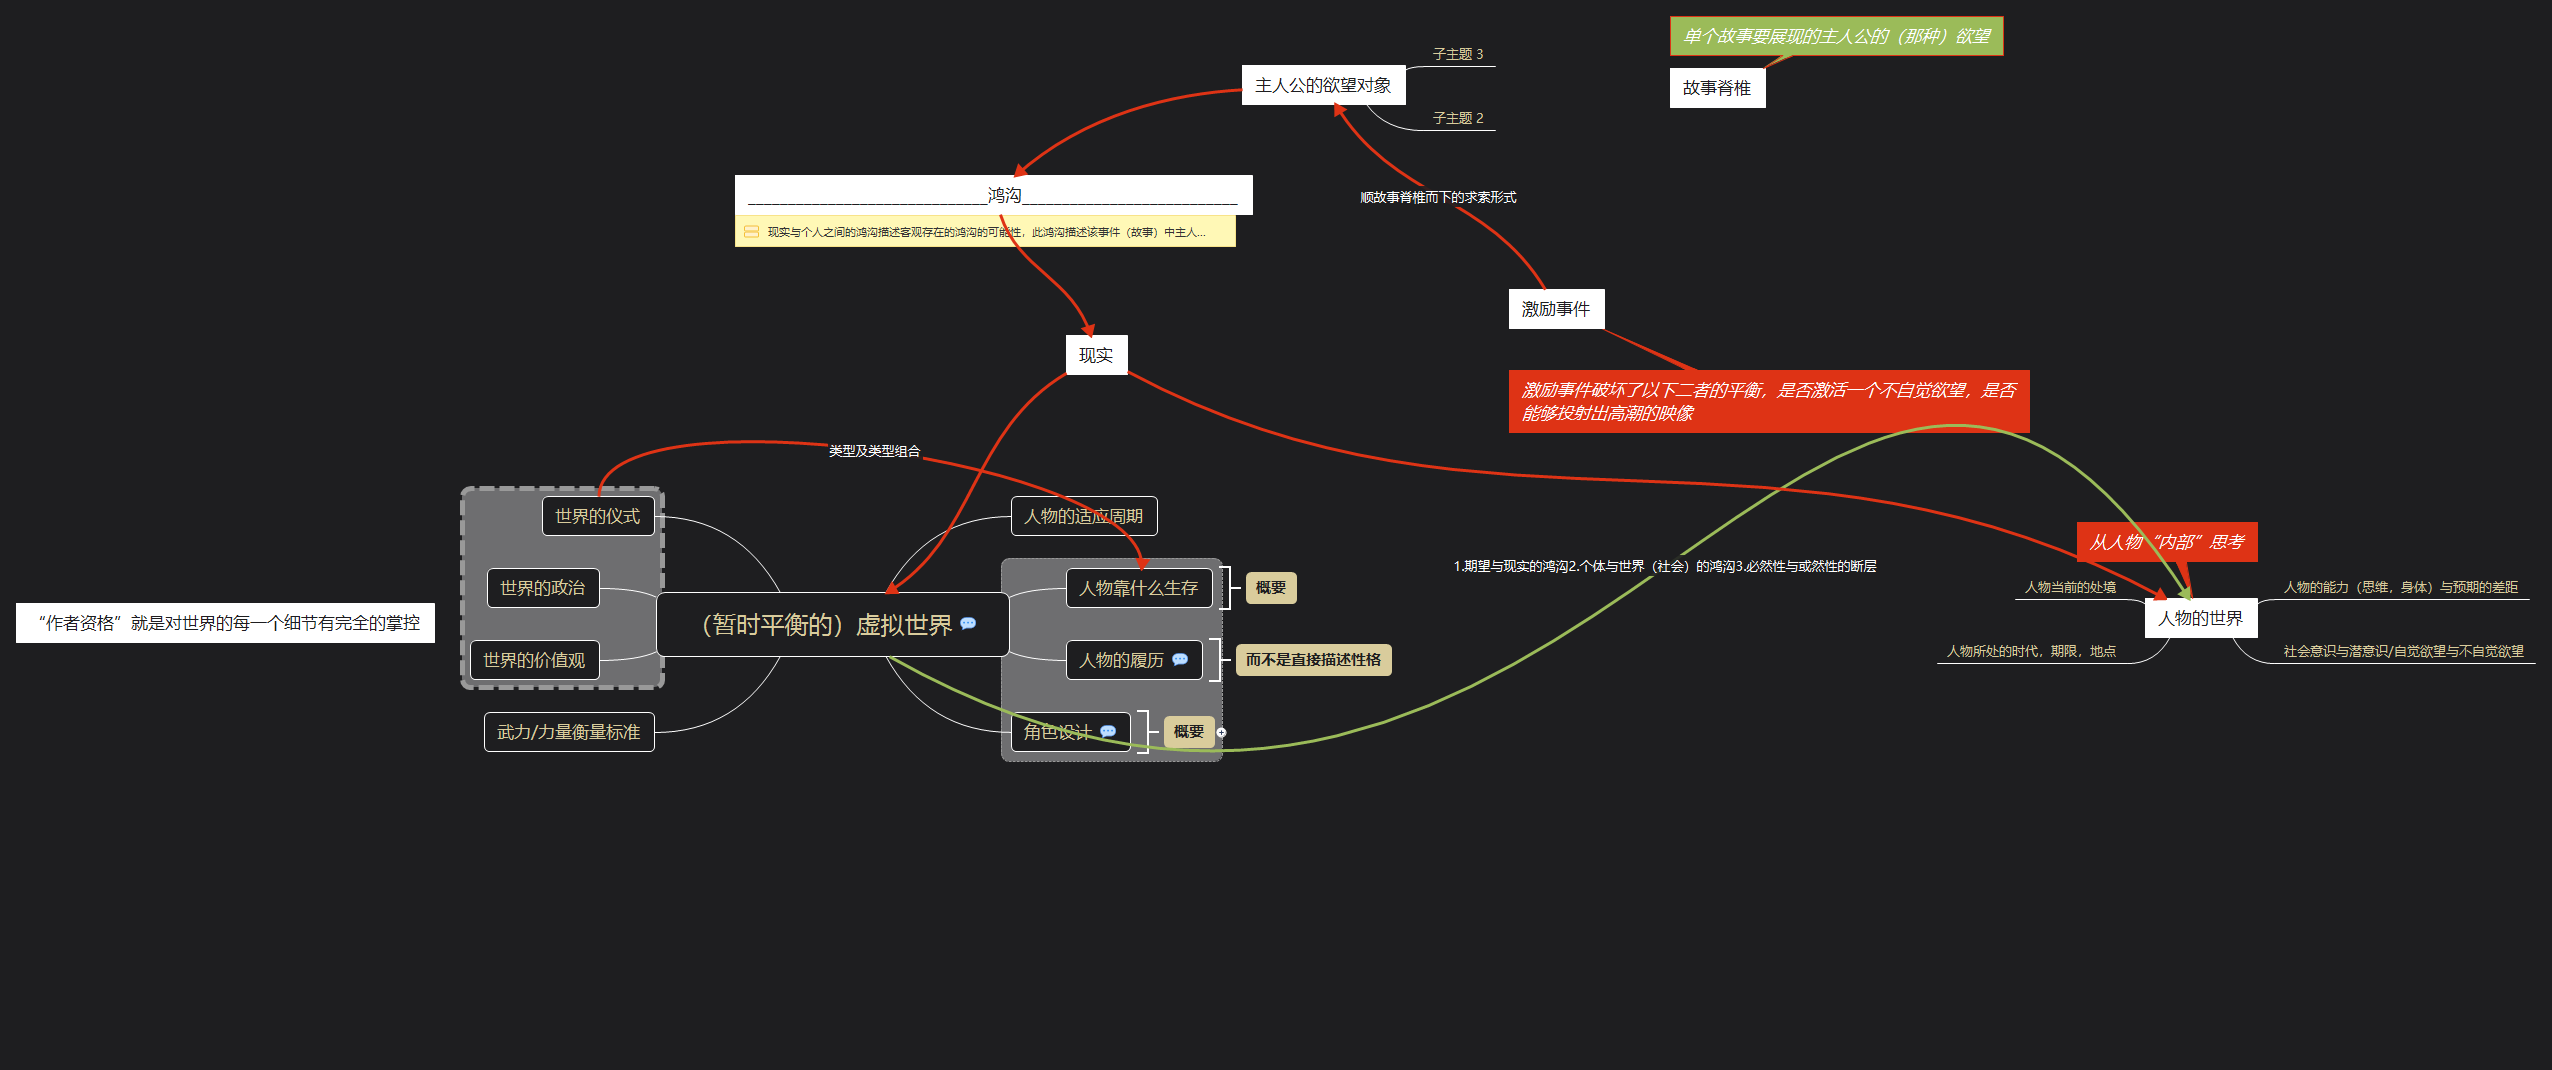 单个故事要展现的主人公的（那种）欲望
子主题 3
主人公的欲望对象
故事脊椎
子主题 2
______________________________鸿沟___________________________
顺故事脊椎而下的求索形式
现实与个人之间的鸿沟描述客观存在的鸿沟的可能性，此鸿沟描述该事件（故事）中主人...
激励事件
现实
激励事件破坏了以下二者的平衡，是否激活一个不自觉欲望，是否
能够投射出高潮的映像
类型及类型组合
世界的仪式
人物的适应周期
从人物“内部”思考
1.期望与现实的鸿沟2.个体与世界（社会）的鸿沟3.必然性与或然性的断层
世界的政治
人物靠什么生存
概要
人物当前的处境
人物的能力（思维，身体）与预期的差距
“作者资格”就是对世界的每一个细节有完全的掌控
（暂时平衡的）虚拟世界
人物的世界
世界的价值观
人物的履历
而不是直接描述性格
人物所处的时代，期限，地点
社会意识与潜意识/自觉欲望与不自觉欲望
武力/力量衡量标准
角色设计
概要